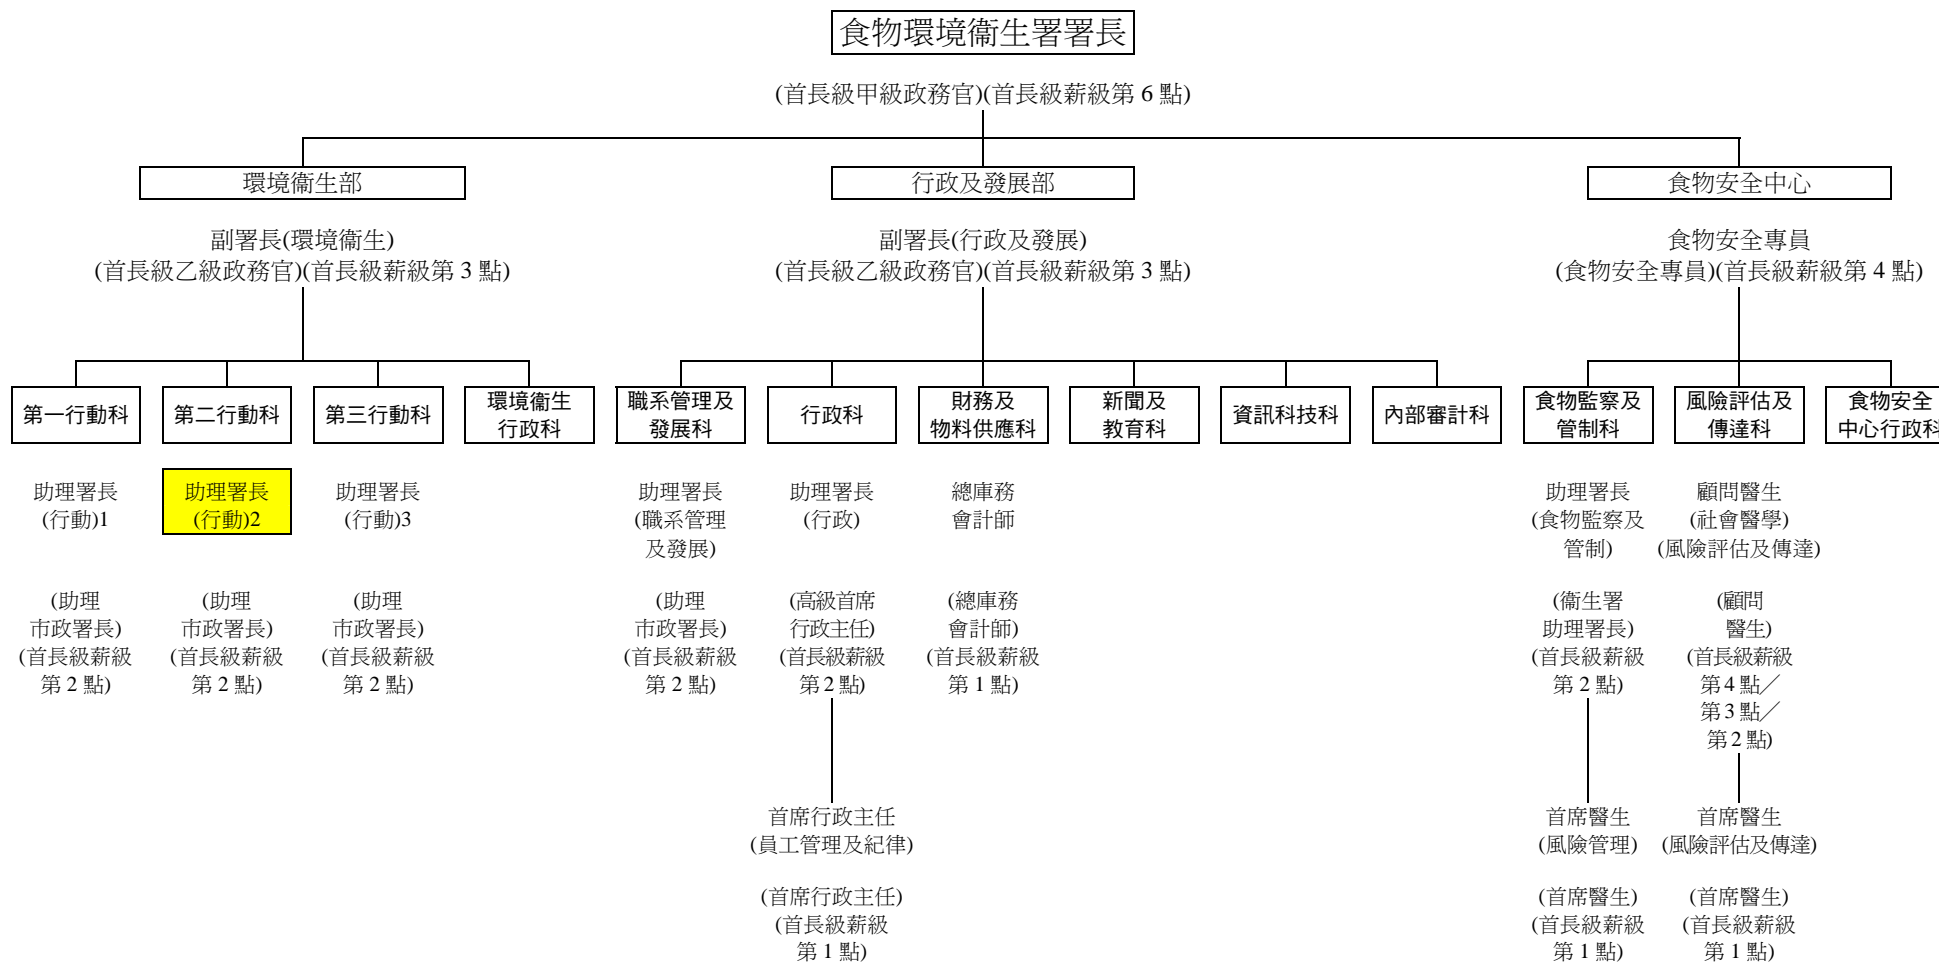 食物環境衞生署署長
(首長級甲級政務官)(首長級薪級第 6 點)
環境衞生部
行政及發展部
食物安全中心
副署長(環境衞生)
(首長級乙級政務官)(首長級薪級第 3 點)
副署長(行政及發展)
(首長級乙級政務官)(首長級薪級第 3 點)
食物安全專員
(食物安全專員)(首長級薪級第 4 點)
第一行動科
第二行動科
第三行動科
環境衞生
行政科
職系管理及
發展科
行政科
財務及
物料供應科
新聞及
教育科
資訊科技科
內部審計科
食物監察及
管制科
風險評估及
傳達科
食物安全
中心行政科
助理署長
(行動)1
助理署長
(行動)2
助理署長
(行動)3
助理署長
(職系管理
及發展)
助理署長
(行政)
總庫務
會計師
助理署長
(食物監察及
管制)
顧問醫生
(社會醫學)
(風險評估及傳達)
(助理
市政署長)
(首長級薪級
第 2 點)
(助理
市政署長)
(首長級薪級
第 2 點)
(助理
市政署長)
(首長級薪級
第 2 點)
(助理
市政署長)
(首長級薪級
第 2 點)
(高級首席
行政主任)
(首長級薪級
第 2 點)
(總庫務
會計師)
(首長級薪級
第 1 點)
(衞生署
助理署長)
(首長級薪級
第 2 點)
(顧問
醫生)
(首長級薪級
第 4 點／
第 3 點／
第 2 點)
首席行政主任
(員工管理及紀律)
(首席行政主任)
(首長級薪級
第 1 點)
首席醫生
(風險管理)
(首席醫生)
(首長級薪級
第 1 點)
首席醫生
(風險評估及傳達)
(首席醫生)
(首長級薪級
第 1 點)